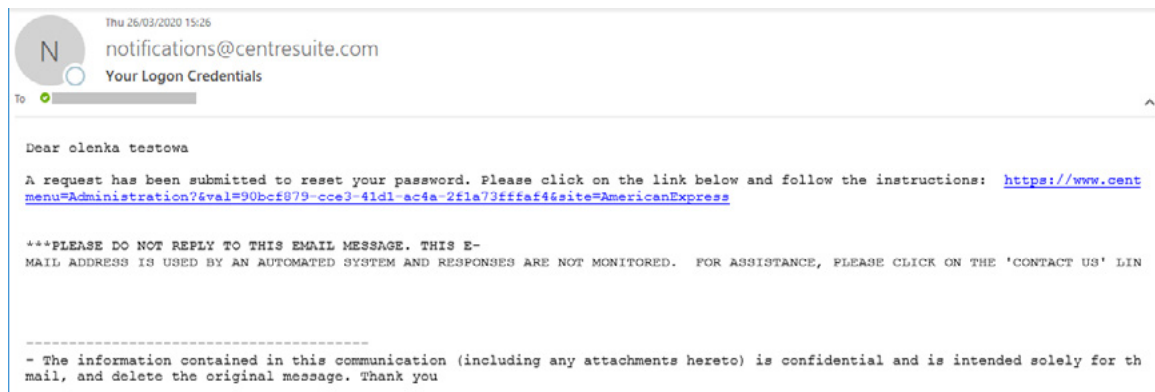 Thu 26/03/2020 15:26
N
notifications@centresuite.com
Your Logon Credentials
To
Dear olenka testowa
A request has been submitted to reset your password. Please click on the link below and follow the instructions: https://www.cent
menu=Administration?&val=90bcf879-cce3-41d1-ac4a-2f1a73fffaf4&site=AmericanExpress
***PLEASE DO NOT REPLY TO THIS EMAIL MESSAGE. THIS E-
MAIL ADDRESS IS USED BY AN AUTOMATED SYSTEM AND RESPONSES ARE NOT MONITORED. FOR ASSISTANCE, PLEASE CLICK ON THE 'CONTACT US' LIN
-----------------------------------------
- The information contained in this communication (including any attachments hereto) is confidential and is intended solely for th
mail, and delete the original message. Thank you